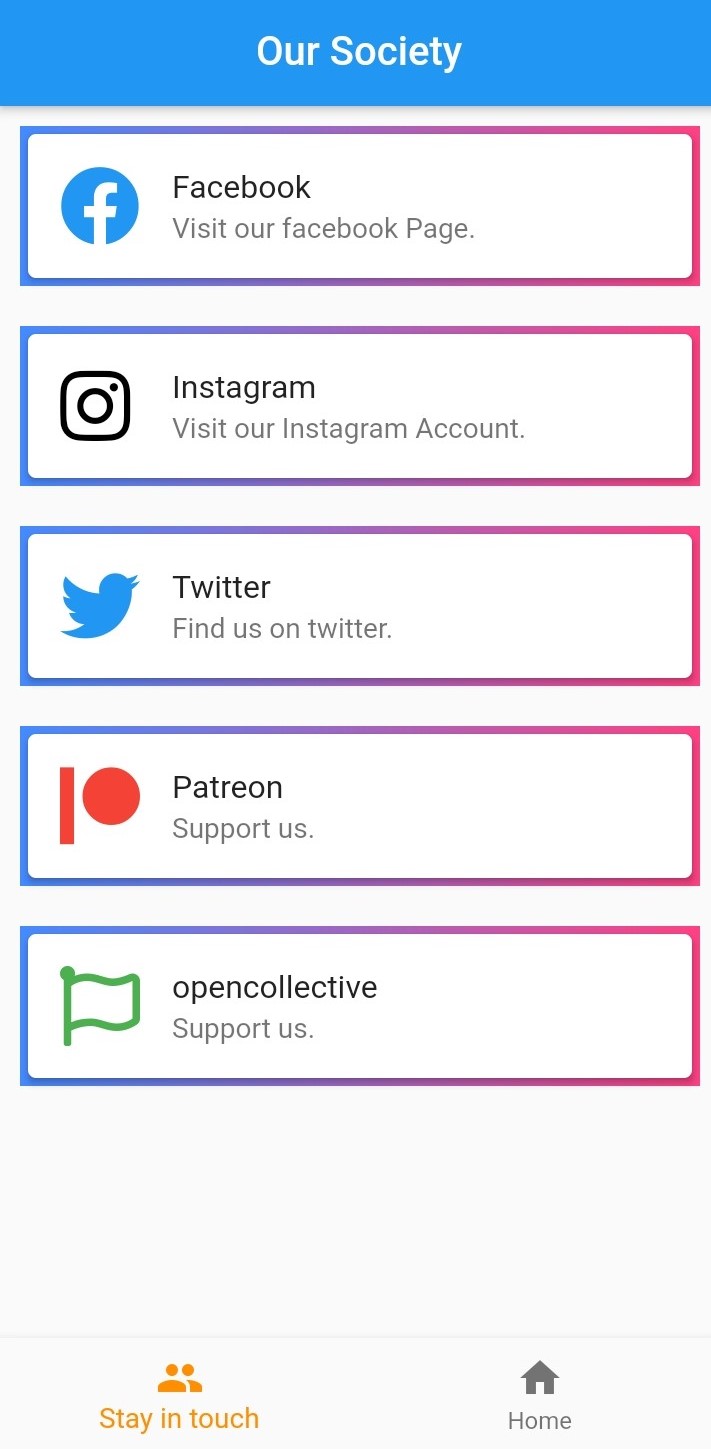 Our Society
Facebook
Visit our facebook Page.
Instagram
Visit our Instagram Account.
Twitter
Find us on twitter.
Patreon
Support us.
opencollective
Support us.
Stay in touch
Home